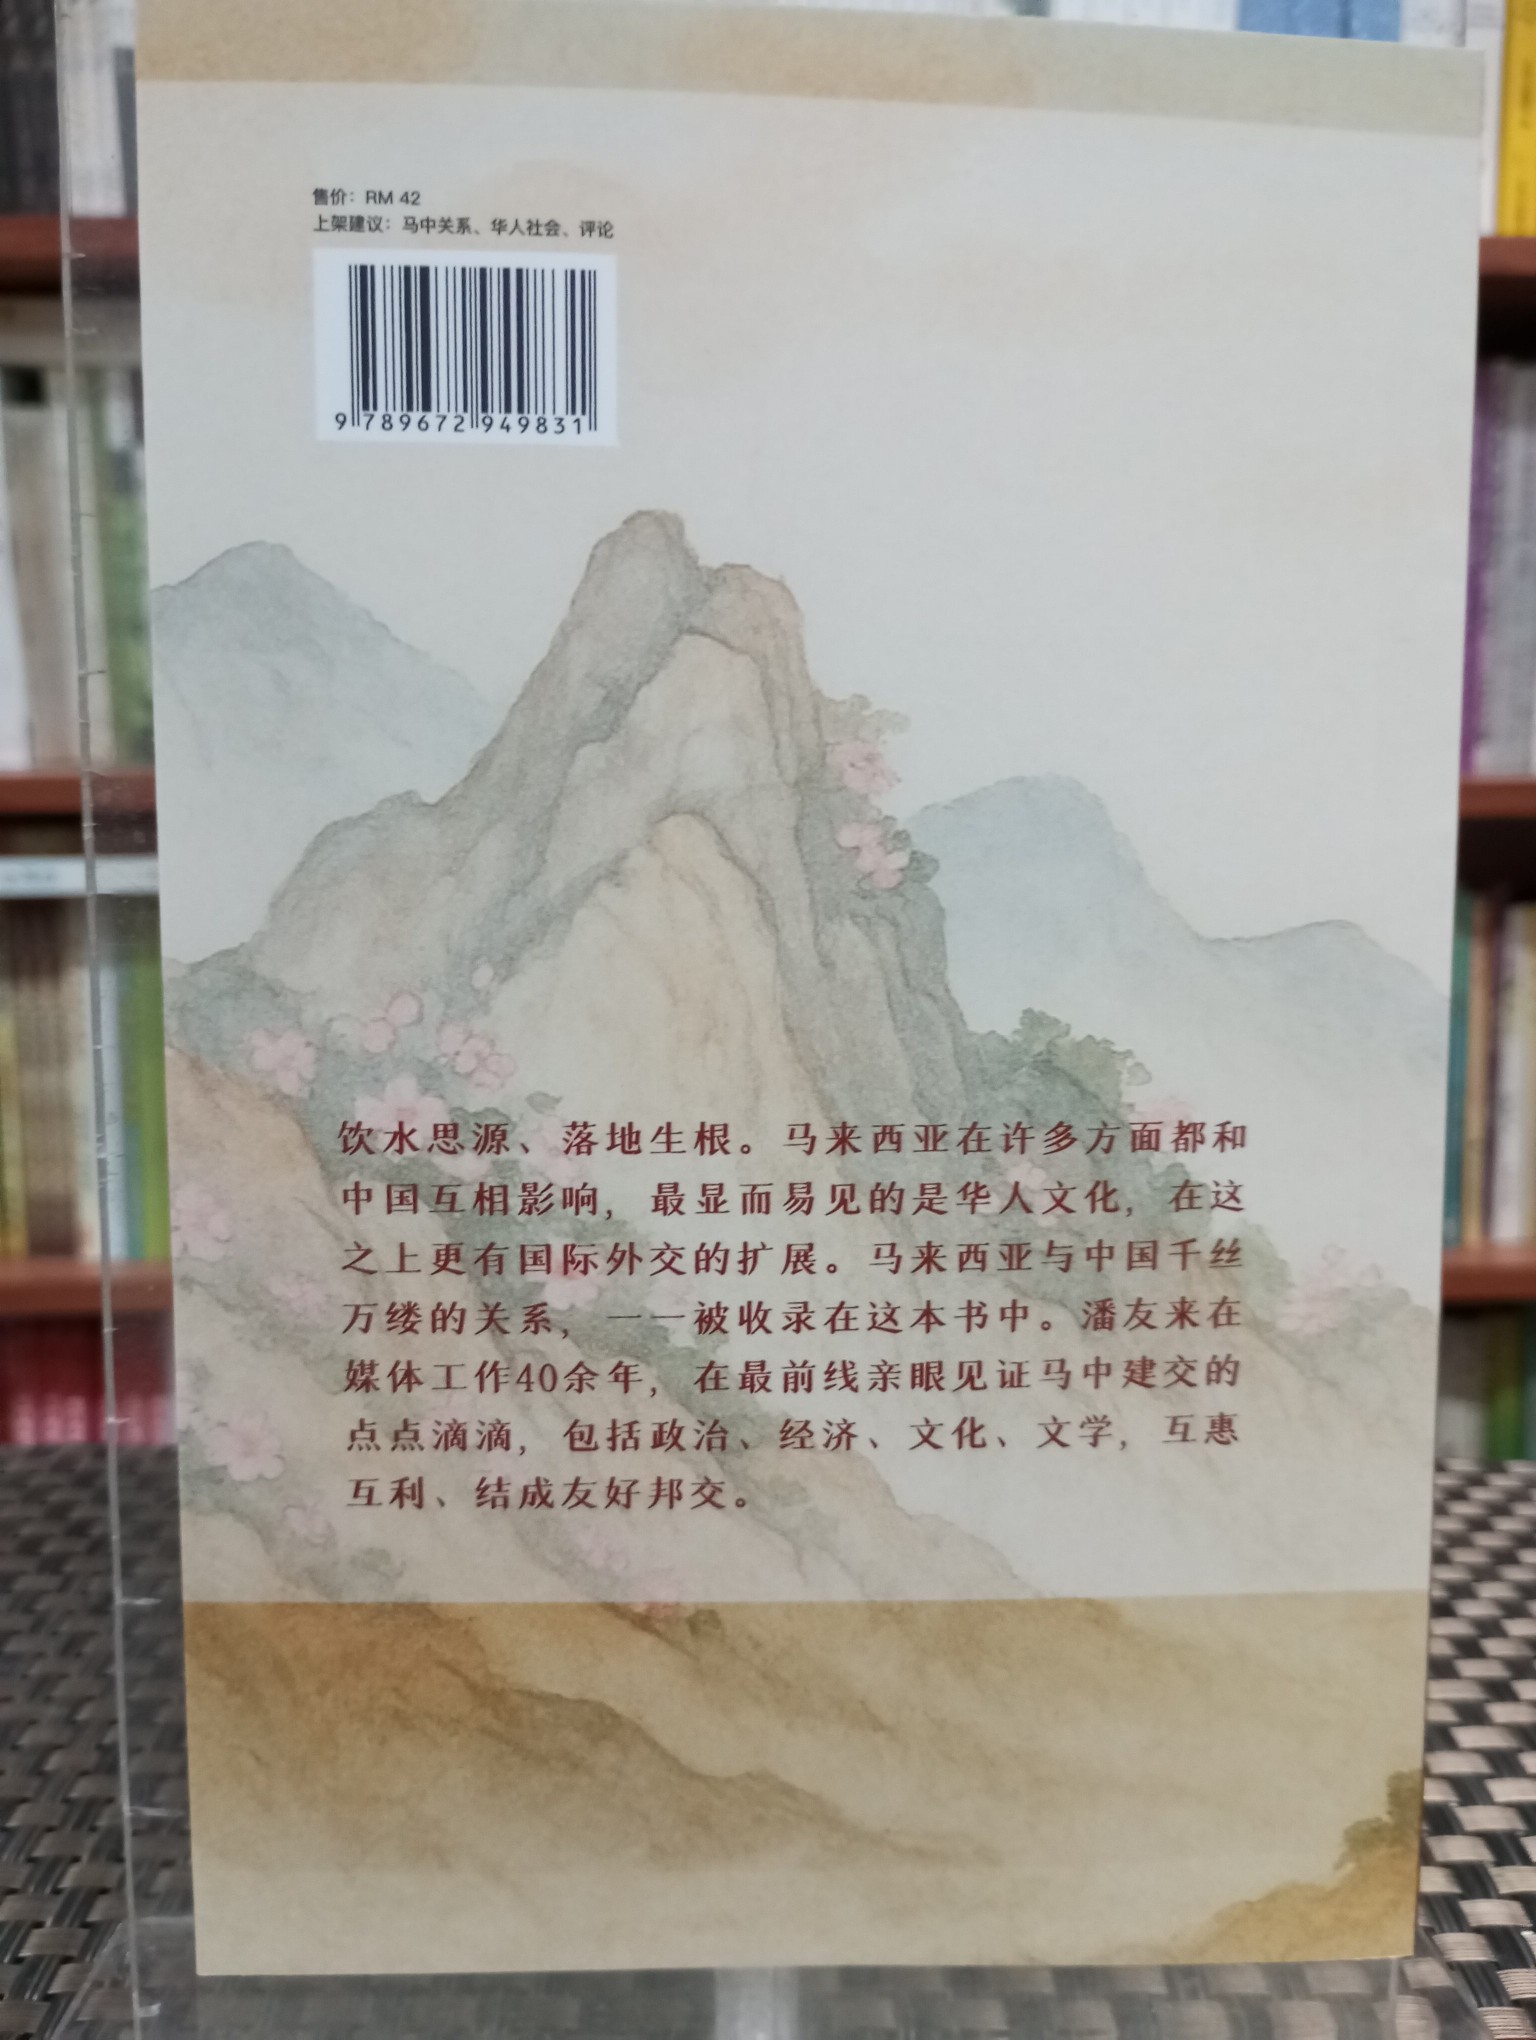 售价：RM 42
上架建议：马中关系、华人社会、评论
9 789672 949831
饮水思源、落地生根。马来西亚在许多方面都和
中国互相影响，最显而易见的是华人文化，在这
之上更有国际外交的扩展。马来西亚与中国千丝
万缕的关系，一一被收录在这本书中。潘友来在
媒体工作40余年，在最前线亲眼见证马中建交的
点点滴滴，包括政治、经济、文化、文学，互惠
互利、结成友好邦交。